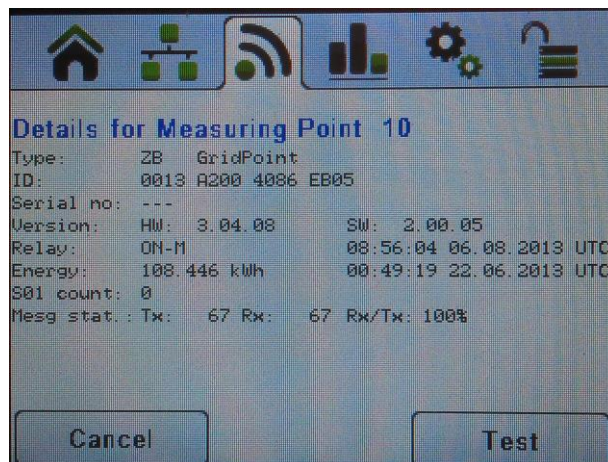 Details for Measuring Point 10
Type: ZB GridPoint
ID: 0013 A200 4086 EB05
Serial no: ---
Version: HW: 3.04.08 SW: 2.00.05
Relay: ON-M 08:56:04 06.08.2013 UTC
Energy: 108.446 kWh 00:49:19 22.06.2013 UTC
S01 count: 0
Mesg stat.: Tx: 67 Rx: 67 Rx/Tx: 100%
Cancel Test